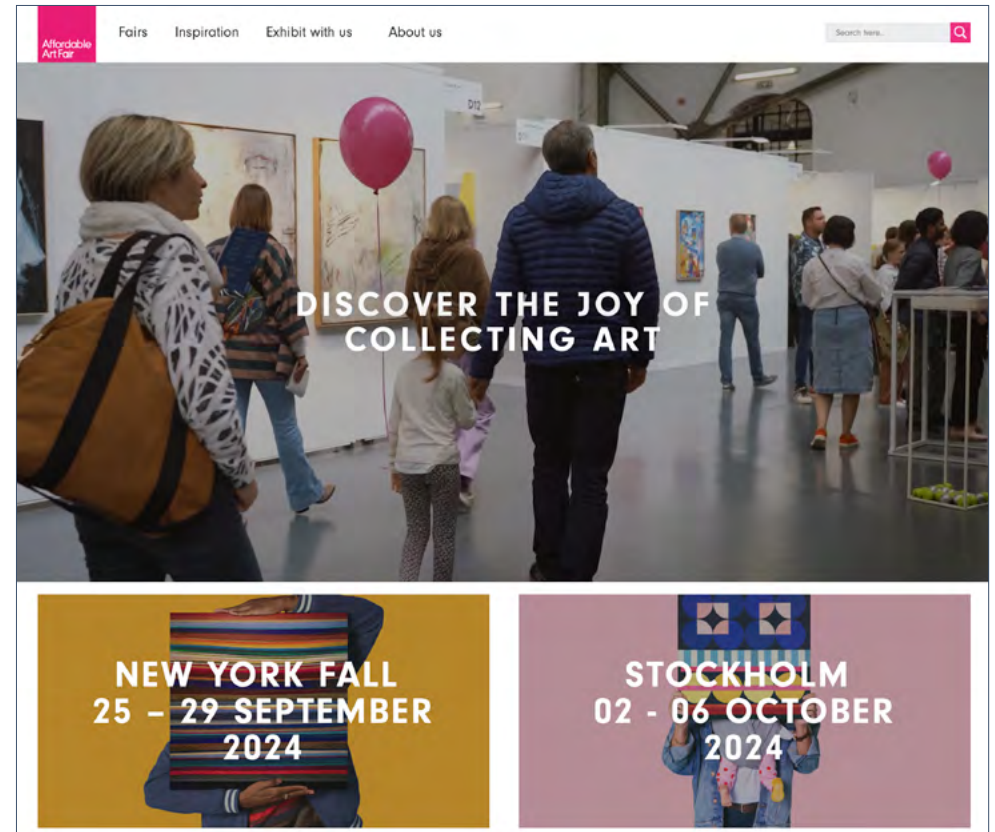 Affordable
Art Fair
Fairs
Inspiration
Exhibit with us
About us
Search here..
D12
DISCOVER THE JOY OF
COLLECTING ART
NEW YORK FALL
25 – 29 SEPTEMBER
2024
STOCKHOLM
02 - 06 OCTOBER
2024